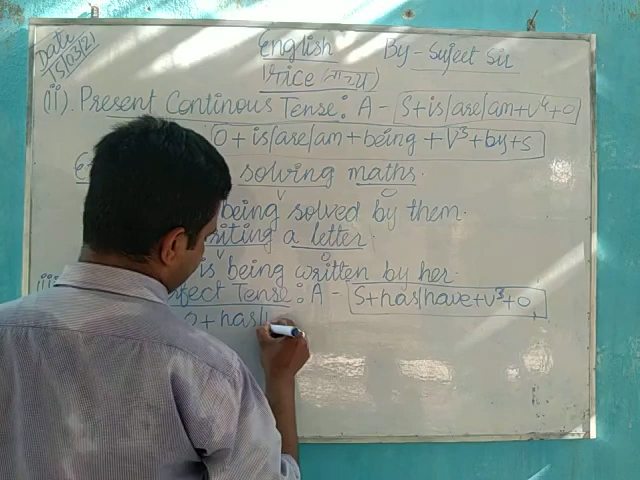 Date 15/03/21
English By - Sujeet Sir
(वाच्य)
(ii). Present Continous Tense: A - S+is/are/am+V⁴+O
O+is/are/am+being+V³+by+S
solving maths.
V O
being solved by them.
a letter.
V O
is being written by her.
Tense: A - S+has/have+V³+O
O+has/